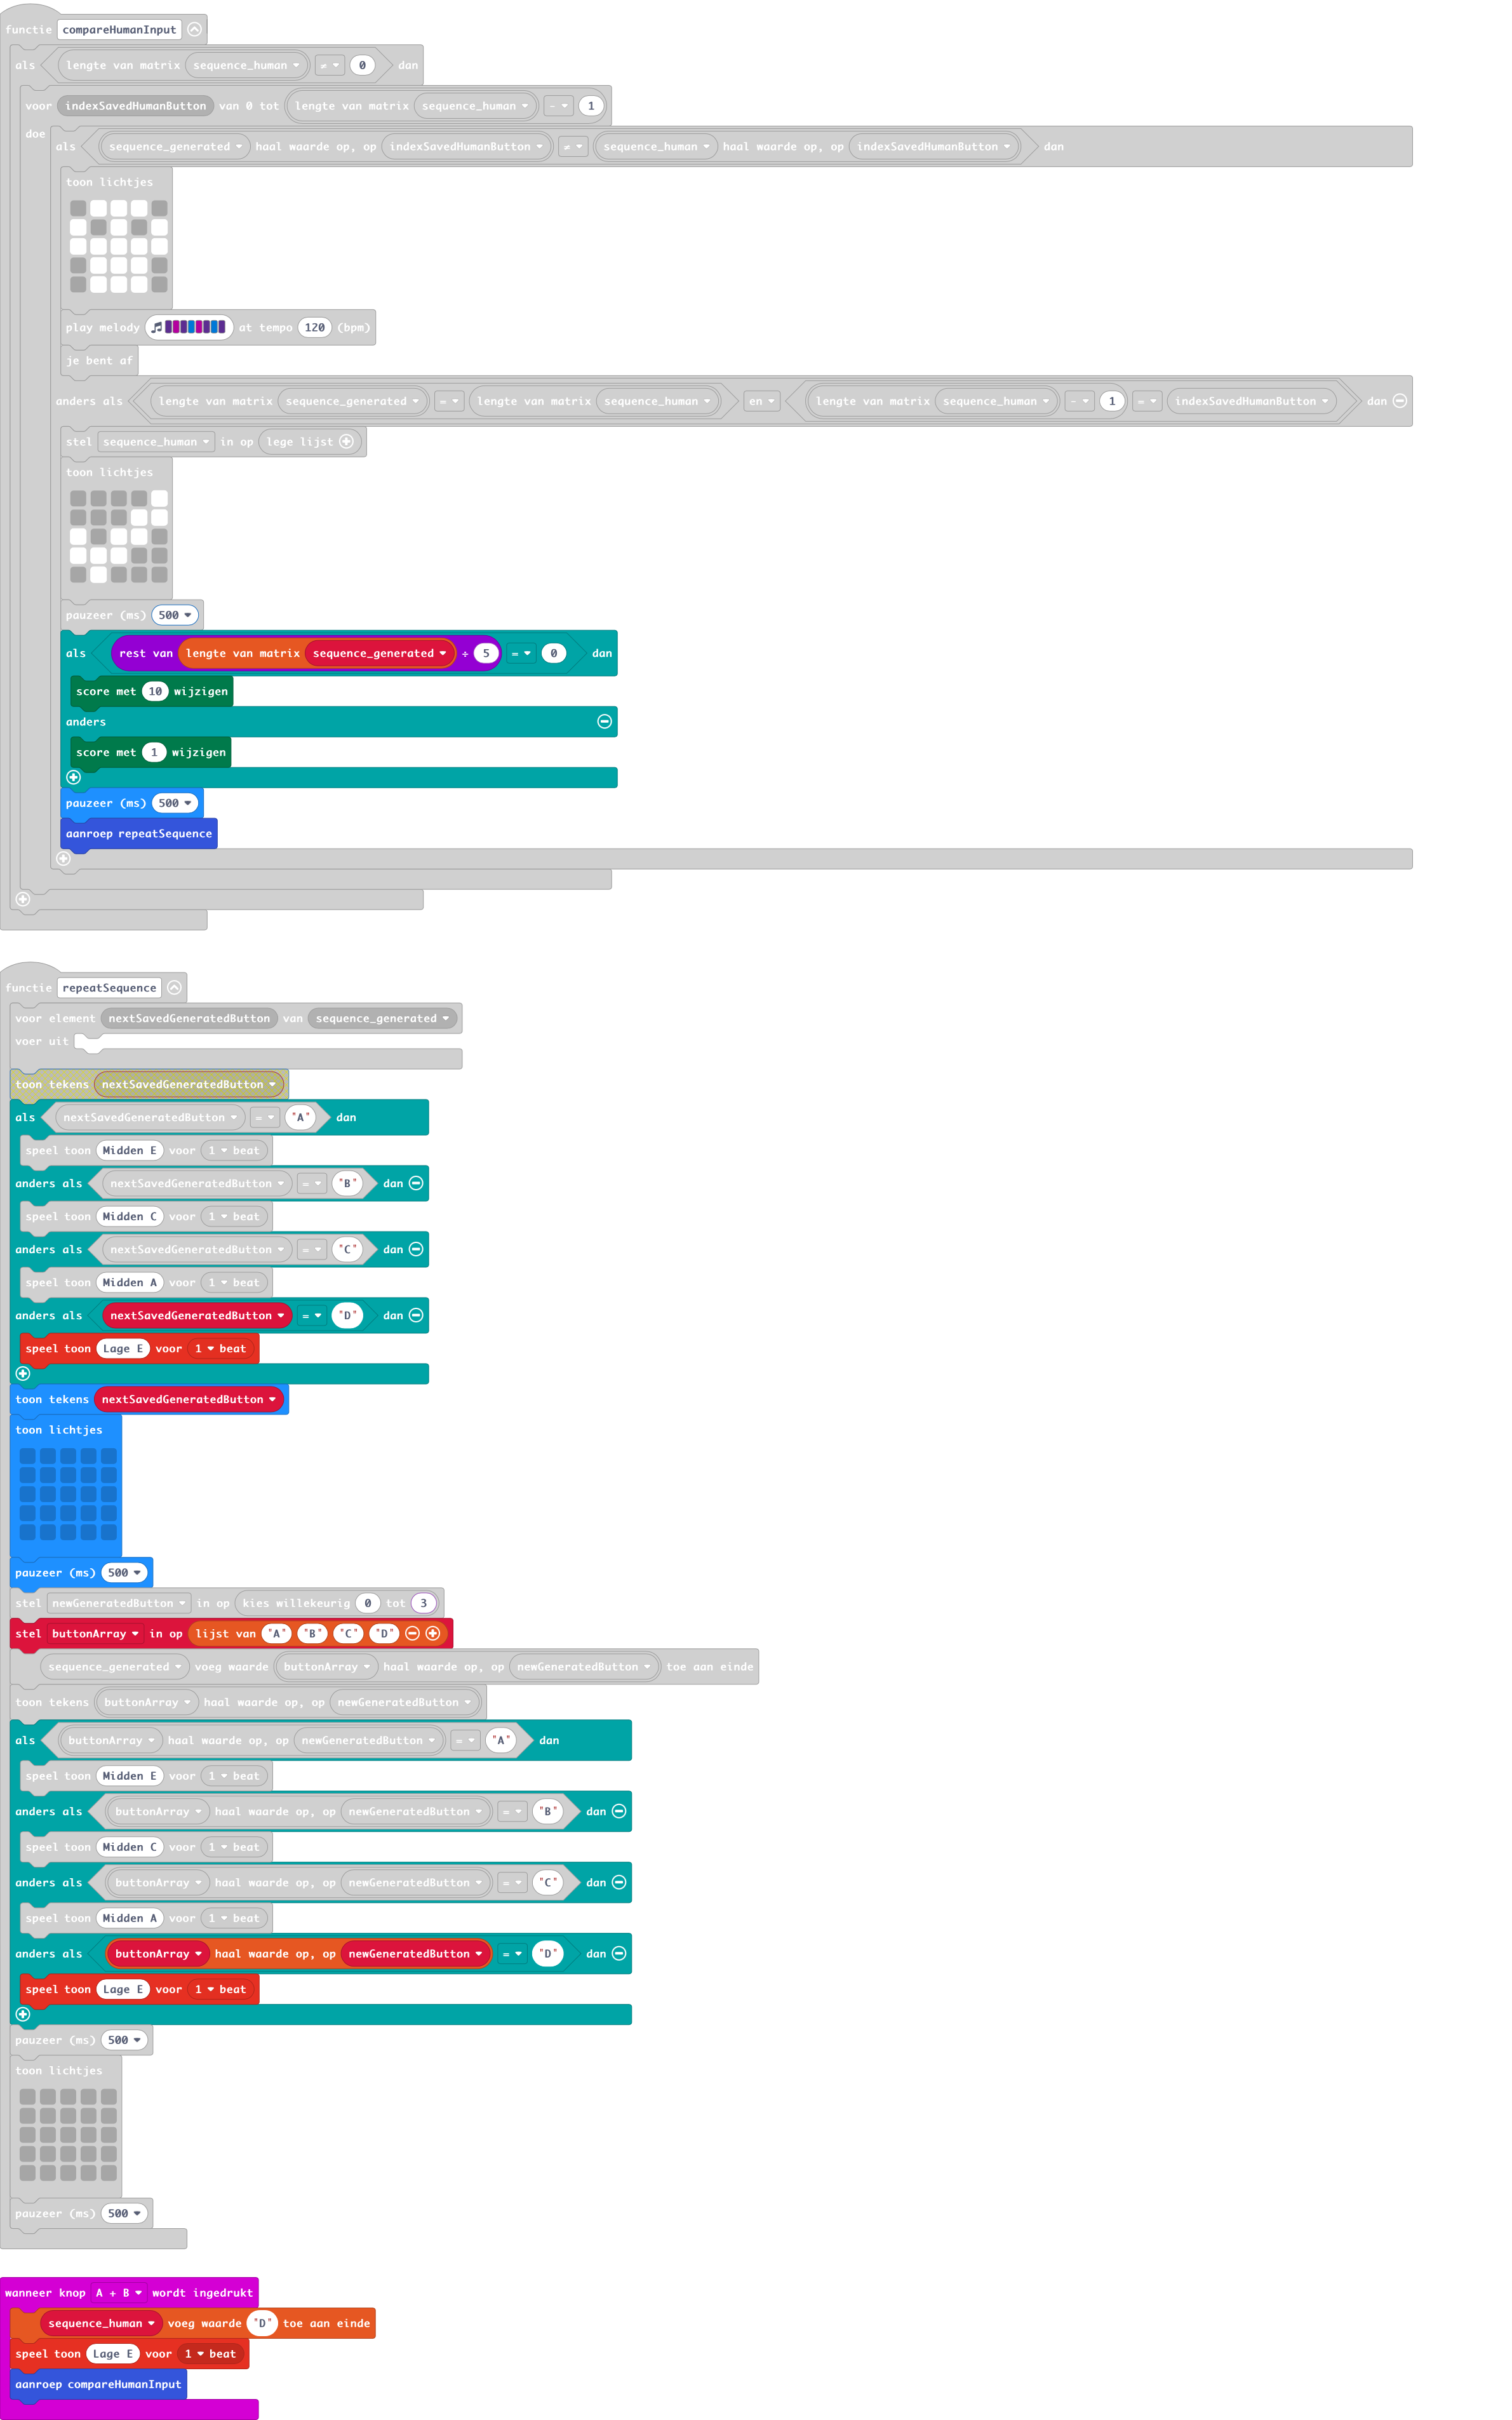 functie compareHumanInput
als lengte van matrix sequence_human ≠ 0 dan
voor indexSavedHumanButton van 0 tot lengte van matrix sequence_human - 1
doe
als sequence_generated haal waarde op, op indexSavedHumanButton ≠ sequence_human haal waarde op, op indexSavedHumanButton dan
toon lichtjes
play melody at tempo 120 (bpm)
je bent af
anders als lengte van matrix sequence_generated = lengte van matrix sequence_human en lengte van matrix sequence_human - 1 = indexSavedHumanButton dan
stel sequence_human in op lege lijst
toon lichtjes
pauzeer (ms) 500
als rest van lengte van matrix sequence_generated ÷ 5 = 0 dan
score met 10 wijzigen
anders
score met 1 wijzigen
pauzeer (ms) 500
aanroep repeatSequence
functie repeatSequence
voor element nextSavedGeneratedButton van sequence_generated
voer uit
toon tekens nextSavedGeneratedButton
als nextSavedGeneratedButton = "A" dan
speel toon Midden E voor 1 beat
anders als nextSavedGeneratedButton = "B" dan
speel toon Midden C voor 1 beat
anders als nextSavedGeneratedButton = "C" dan
speel toon Midden A voor 1 beat
anders als nextSavedGeneratedButton = "D" dan
speel toon Lage E voor 1 beat
toon tekens nextSavedGeneratedButton
toon lichtjes
pauzeer (ms) 500
stel newGeneratedButton in op kies willekeurig 0 tot 3
stel buttonArray in op lijst van "A" "B" "C" "D"
sequence_generated voeg waarde buttonArray haal waarde op, op newGeneratedButton toe aan einde
toon tekens buttonArray haal waarde op, op newGeneratedButton
als buttonArray haal waarde op, op newGeneratedButton = "A" dan
speel toon Midden E voor 1 beat
anders als buttonArray haal waarde op, op newGeneratedButton = "B" dan
speel toon Midden C voor 1 beat
anders als buttonArray haal waarde op, op newGeneratedButton = "C" dan
speel toon Midden A voor 1 beat
anders als buttonArray haal waarde op, op newGeneratedButton = "D" dan
speel toon Lage E voor 1 beat
pauzeer (ms) 500
toon lichtjes
pauzeer (ms) 500
wanneer knop A + B wordt ingedrukt
sequence_human voeg waarde "D" toe aan einde
speel toon Lage E voor 1 beat
aanroep compareHumanInput